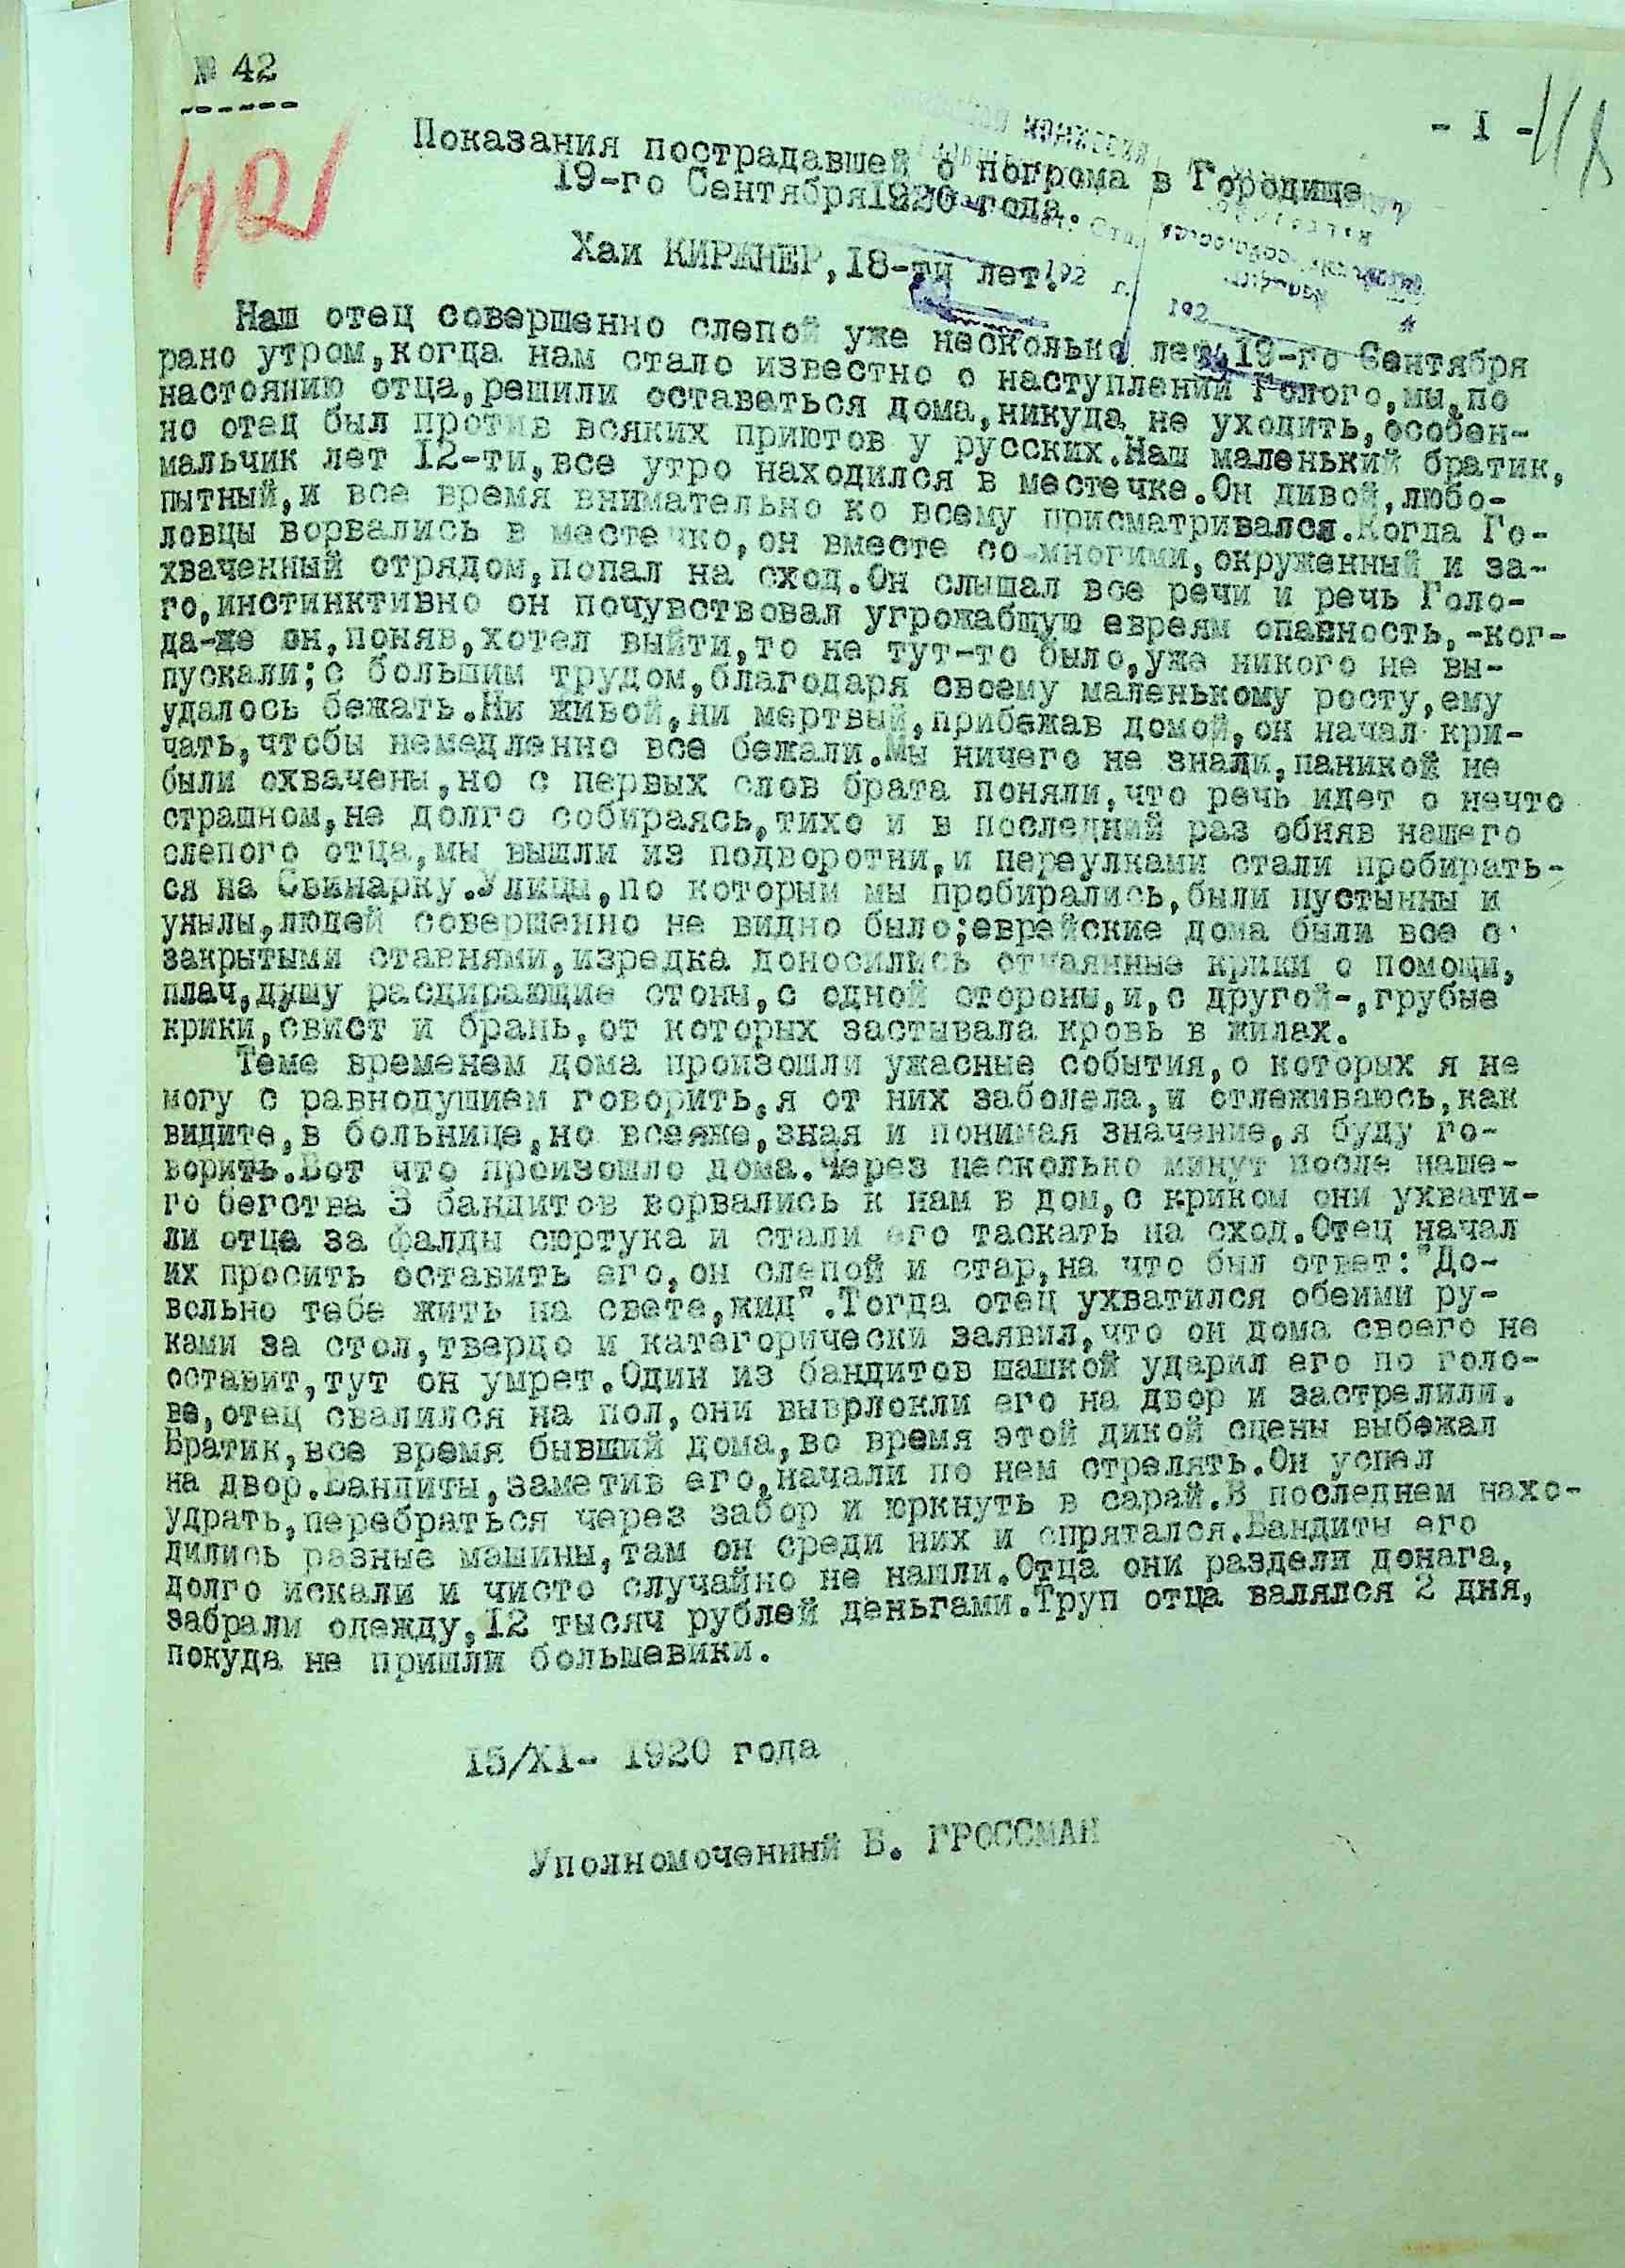 № 42
- I -
118
42
Показания пострадавшей о погрома в Городище
19-го Сентября 1920 года.
Хаи КИРЖНЕР, 18-ти лет.
192 г.
192
Наш отец совершенно слепой уже несколько лет. 19-го Сентября
рано утром, когда нам стало известно о наступлений Голого, мы, по
настоянию отца, решили оставаться дома, никуда не уходить, особен-
но отец был против всяких приютов у русских. Наш маленький братик,
мальчик лет 12-ти, все утро находился в местечке. Он дивой, любо-
пытный, и все время внимательно ко всему присматривался. Когда Го-
ловцы ворвались в местечко, он вместе со многими, окруженный и за-
хваченный отрядом, попал на сход. Он слышал все речи и речь Голо-
го, инстинктивно он почувствовал угрожабщую евреям опасность, -ког-
да-же он, поняв, хотел выйти, то не тут-то было, уже никого не вы-
пускали; с большим трудом, благодаря своему маленькому росту, ему
удалось бежать. Ни живой, ни мертвый, прибежав домой, он начал кри-
чать, чтобы немедленно все бежали. Мы ничего не знали, паникой не
были охвачены, но с первых слов брата поняли, что речь идет о нечто
страшном, не долго собираясь, тихо и в последний раз обняв нашего
слепого отца, мы вышли из подворотни, и переулками стали пробирать-
ся на Свинарку. Улицы, по которым мы пробирались, были пустынны и
унылы, людей совершенно не видно было; еврейские дома были все с
закрытыми ставнями, изредка доносились отчаянные крики о помощи,
плач, душу расдирающие стоны, с одной стороны, и, с другой-, грубые
крики, свист и брань, от которых застывала кровь в жилах.
Теме временем дома произошли ужасные события, о которых я не
могу с равнодушием говорить, я от них заболела, и отлеживаюсь, как
видите, в больнице, но все яже, зная и понимая значение, я буду го-
ворить. Вот что произошло дома. Через несколько минут после наше-
го бегства 3 бандитов ворвались к нам в дом, с криком они ухвати-
ли отца за фалды сюртука и стали его таскать на сход. Отец начал
их просить оставить его, он слепой и стар, на что был ответ: "До-
вольно тебе жить на свете, жид". Тогда отец ухватился обеими ру-
ками за стол, твердо и категорически заявил, что он дома своего не
оставит, тут он умрет. Один из бандитов шашкой ударил его по голо-
ве, отец свалился на пол, они выврлокли его на двор и застрелили.
Братик, все время бывший дома, во время этой дикой сцены выбежал
на двор. Бандиты, заметив его, начали по нем стрелять. Он успел
удрать, перебраться через забор и юркнуть в сарай. В последнем нахо-
дились разные машины, там он среди них и спрятался. Бандиты его
долго искали и чисто случайно не нашли. Отца они раздели донага,
забрали одежду, 12 тысяч рублей деньгами. Труп отца валялся 2 дня,
покуда не пришли большевики.
15/XI- 1920 года
Уполномоченный Б. ГРОССМАН